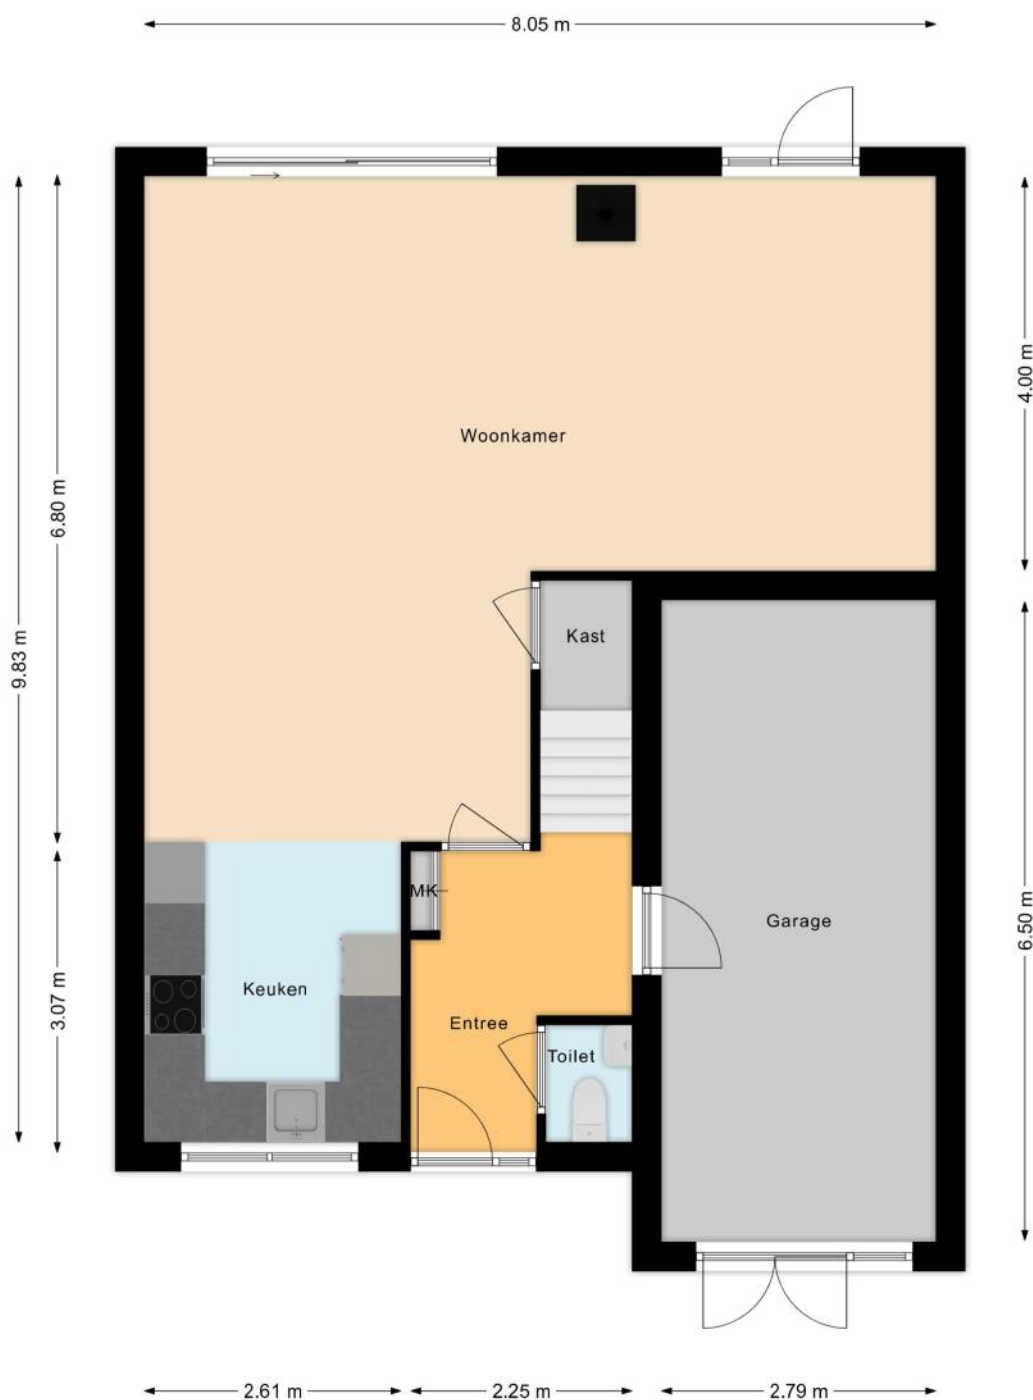 8.05 m
4.00 m
Woonkamer
6.80 m
9.83 m
Kast
MK
Garage
6.50 m
Keuken
3.07 m
Entree
Toilet
2.61 m
2.25 m
2.79 m